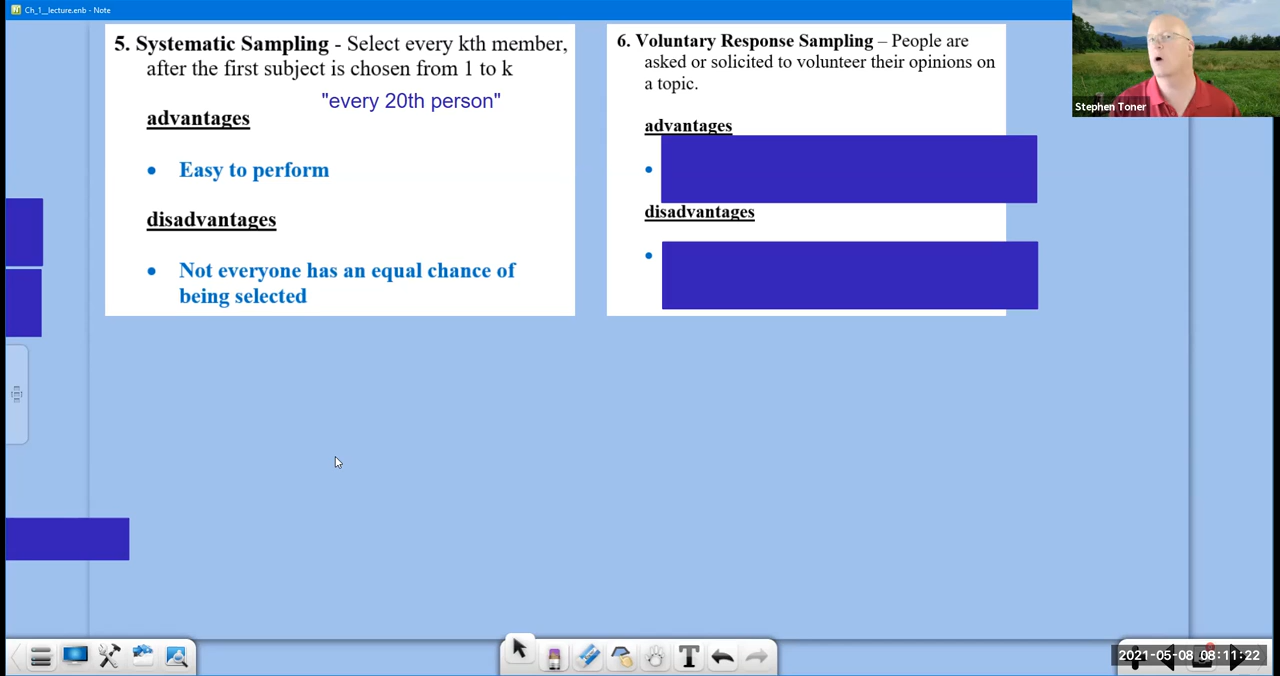 Ch_1__lecture.enb - Note
5. Systematic Sampling - Select every kth member,
after the first subject is chosen from 1 to k
"every 20th person"
advantages
• Easy to perform
disadvantages
• Not everyone has an equal chance of
being selected
6. Voluntary Response Sampling – People are
asked or solicited to volunteer their opinions on
a topic.
advantages
•
disadvantages
•
Stephen Toner
T
2021-05-08 08:11:22